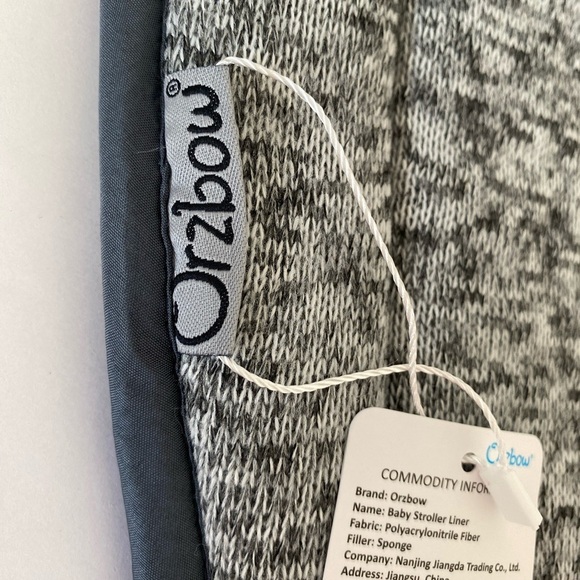 Orzbow®
Orzbow
COMMODITY INFOR
Brand: Orzbow
Name: Baby Stroller Liner
Fabric: Polyacrylonitrile Fiber
Filler: Sponge
Company: Nanjing Jiangda Trading Co., Ltd.
Address: Jiangsu, China